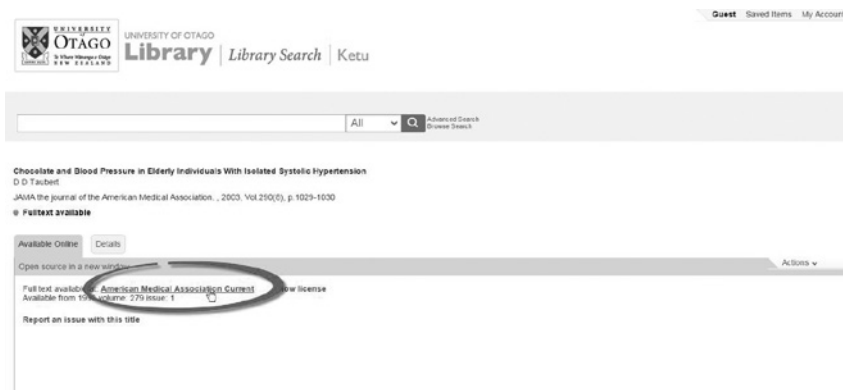 Guest Saved Items My Account
UNIVERSITY
OTAGO
Te Whare Wānanga o Otāgo
NEW ZEALAND
UNIVERSITY OF OTAGO
Library | Library Search | Ketu
All
Advanced Search
Browse Search
Chocolate and Blood Pressure in Elderly Individuals With Isolated Systolic Hypertension
D D Taubert
JAMA the journal of the American Medical Association, , 2003, Vol.290(8), p.1029-1030
Fulltext available
Available Online Details
Open source in a new window
Actions
Full text available American Medical Association Current license
Available from volume: 279 issue: 1
Report an issue with this title